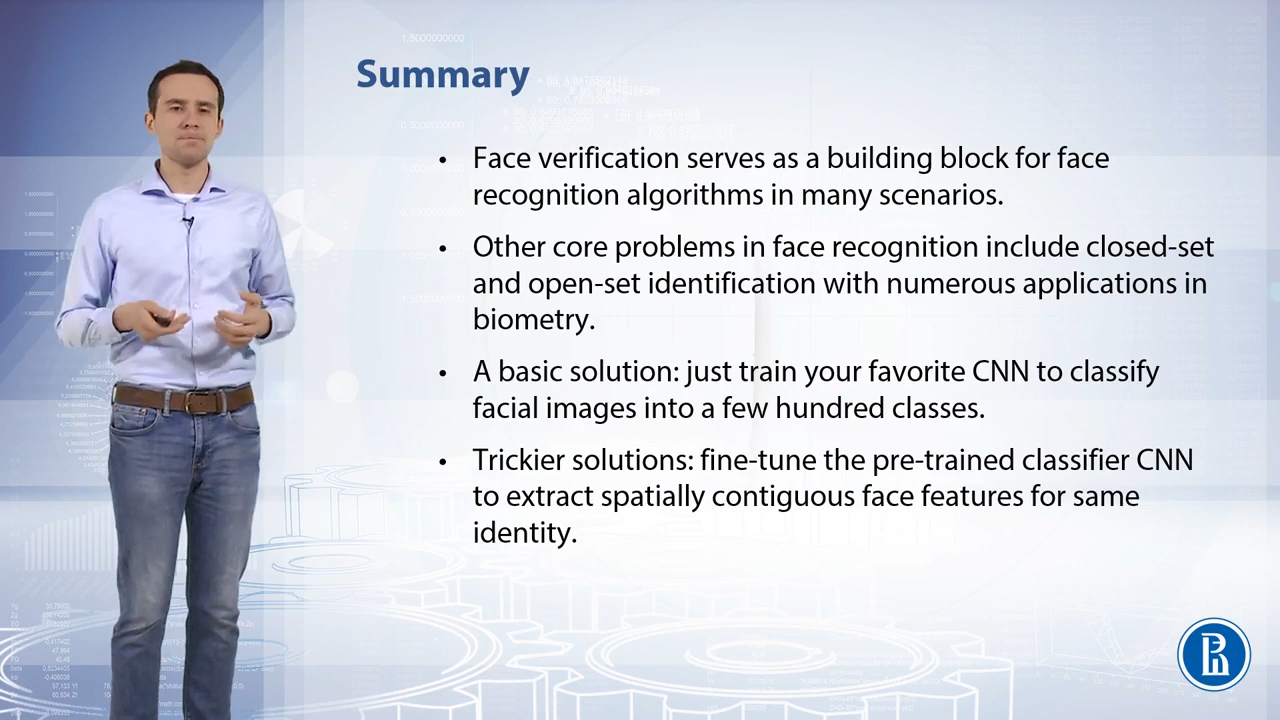 Summary
• Face verification serves as a building block for face
recognition algorithms in many scenarios.
• Other core problems in face recognition include closed-set
and open-set identification with numerous applications in
biometry.
• A basic solution: just train your favorite CNN to classify
facial images into a few hundred classes.
• Trickier solutions: fine-tune the pre-trained classifier CNN
to extract spatially contiguous face features for same
identity.